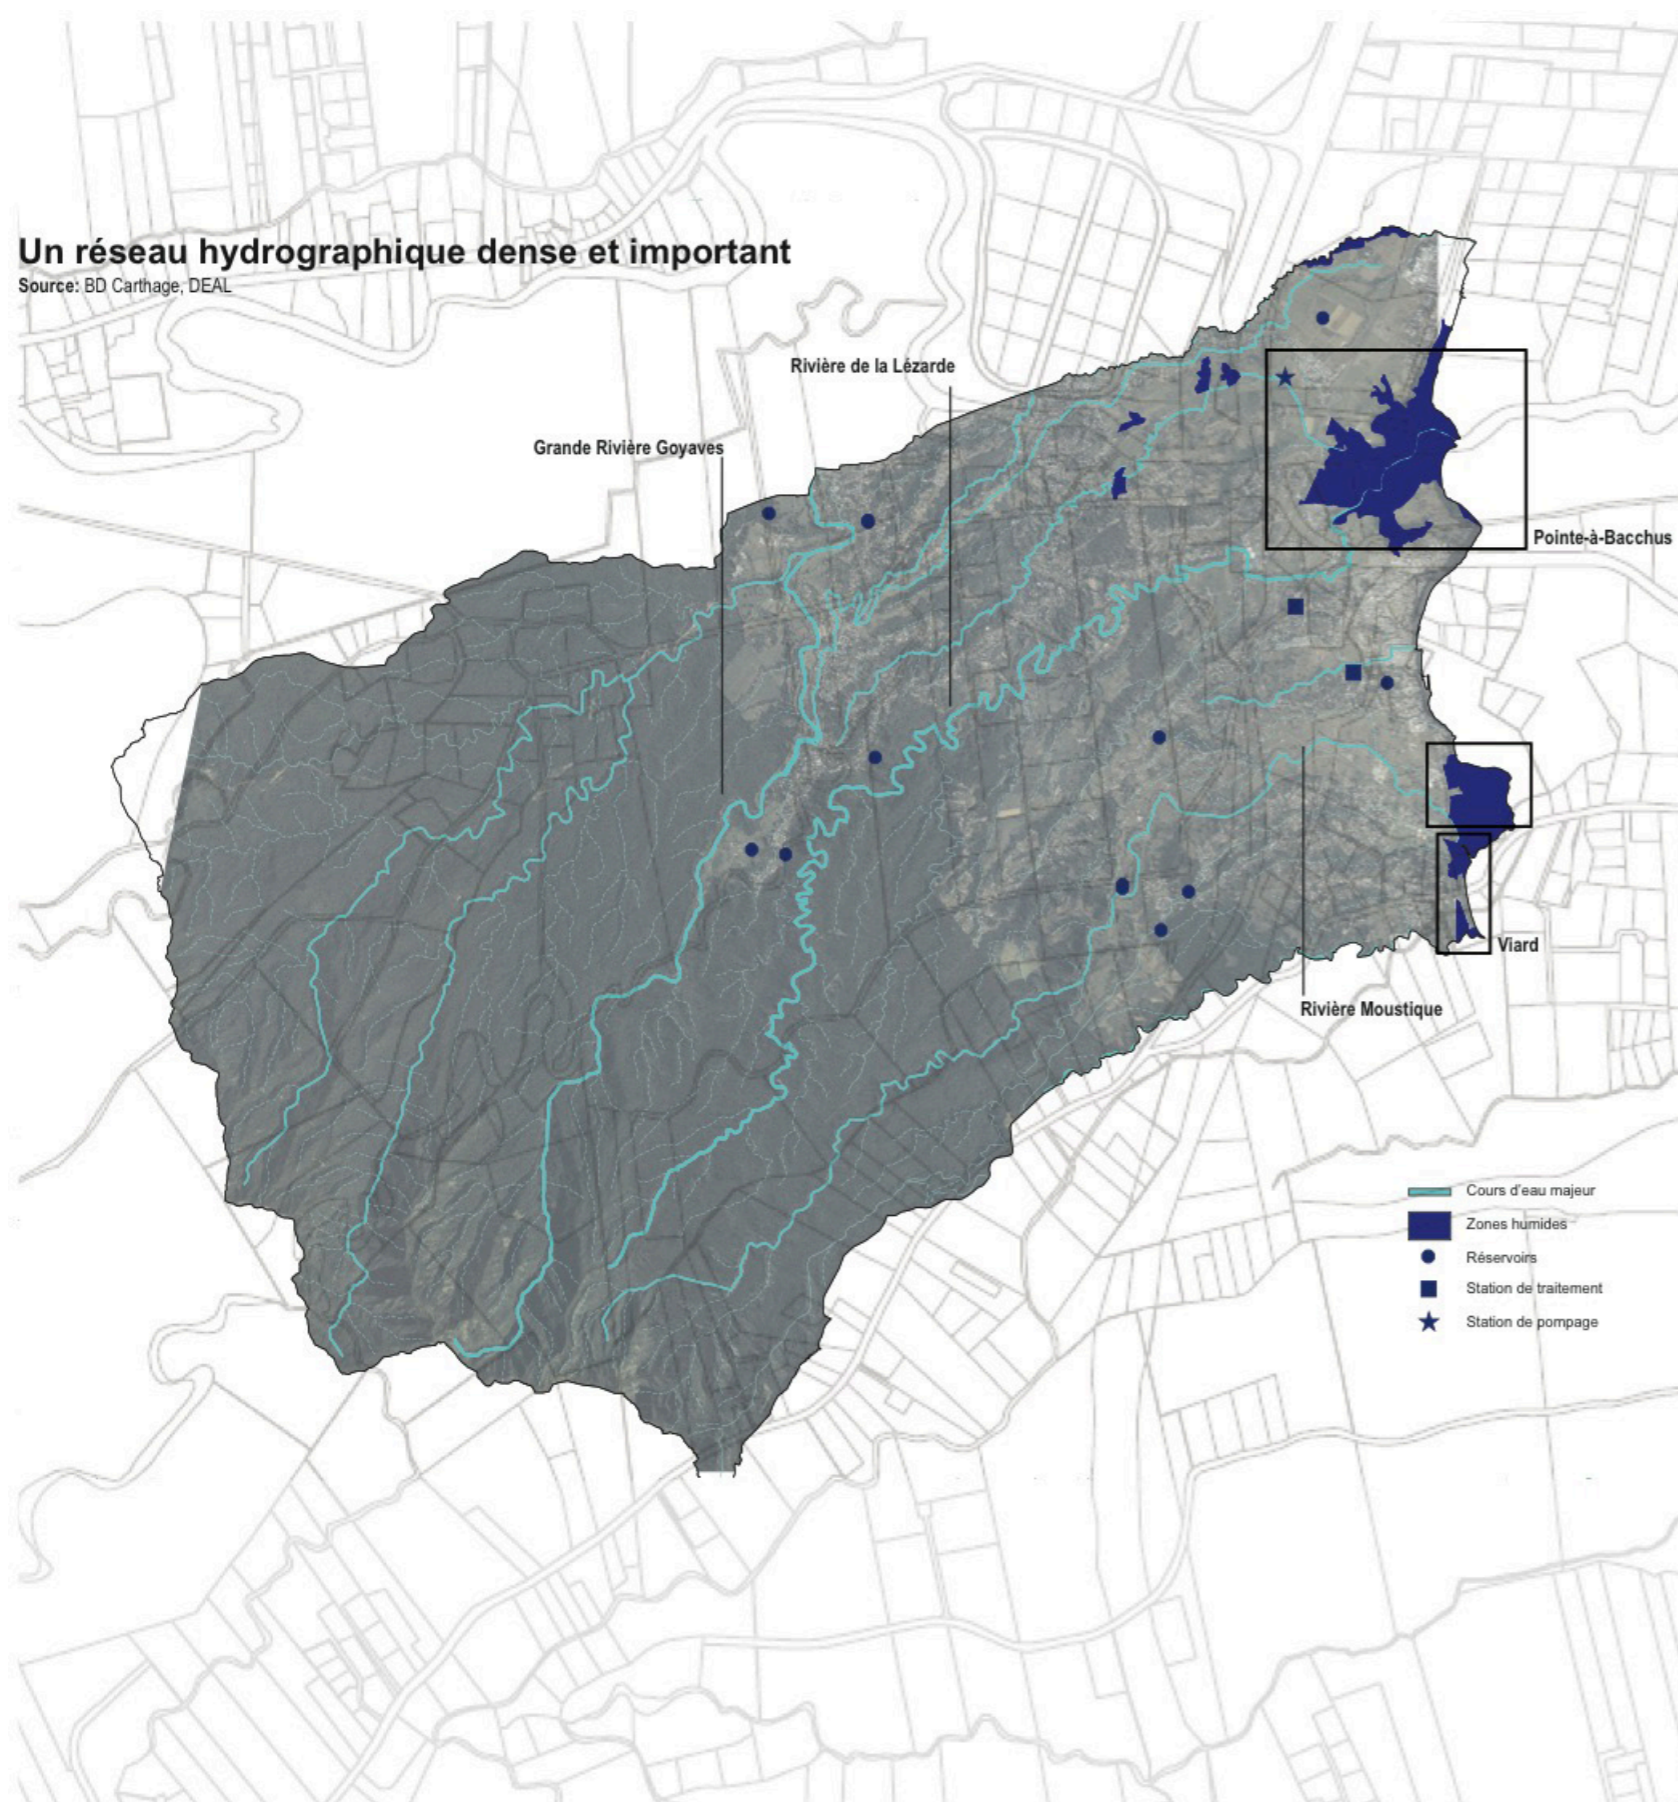 Un réseau hydrographique dense et important
Source: BD Carthage, DEAL
Rivière de la Lézarde
Grande Rivière Goyaves
Pointe-à-Bacchus
Viard
Rivière Moustique
Cours d'eau majeur
Zones humides
Réservoirs
Station de traitement
Station de pompage